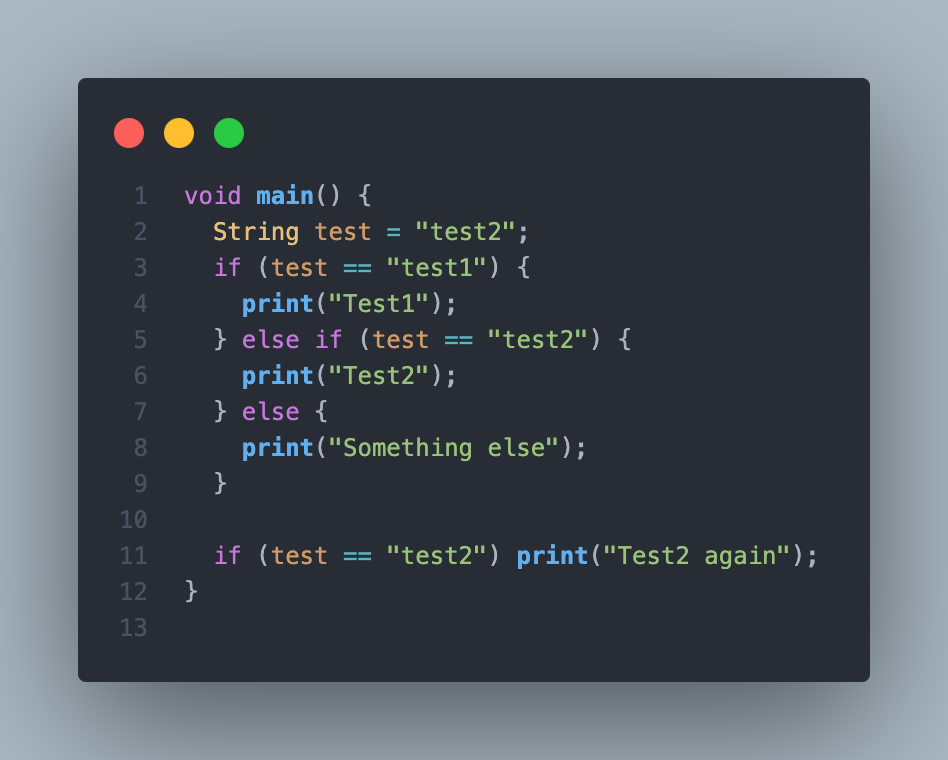 1 void main() {
2   String test = "test2";
3   if (test == "test1") {
4     print("Test1");
5   } else if (test == "test2") {
6     print("Test2");
7   } else {
8     print("Something else");
9   }
10
11   if (test == "test2") print("Test2 again");
12 }
13